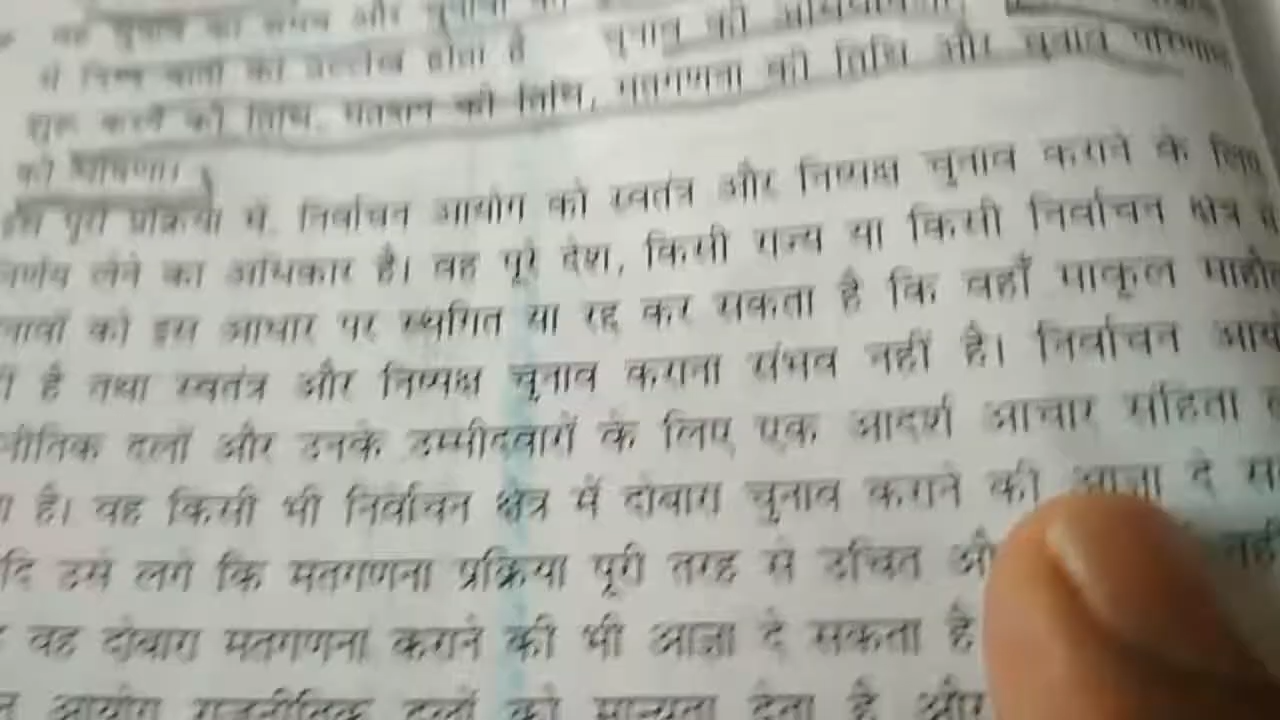 वह चुनाव का समय और चुनावों का
में निम्न बातों का उल्लेख होता है चुनाव की अधिसूचना
शुरू करने की तिथि, मतदान की तिथि, मतगणना की तिथि और चुनाव परिणाम
की घोषणा।
इस पूरी प्रक्रिया में, निर्वाचन आयोग को स्वतंत्र और निष्पक्ष चुनाव कराने के लिए
लेने का अधिकार है। वह पूरे देश, किसी राज्य या किसी निर्वाचन क्षेत्र
को इस आधार पर स्थगित या रद्द कर सकता है कि वहाँ माकूल
है तथा स्वतंत्र और निष्पक्ष चुनाव कराना संभव नहीं है। निर्वाचन
दलों और उनके उम्मीदवारों के लिए एक आदर्श आचार संहिता
है। वह किसी भी निर्वाचन क्षेत्र में दोबारा चुनाव कराने की आज्ञा दे
उसे लगे कि मतगणना प्रक्रिया पूरी तरह से उचित
वह दोबारा मतगणना कराने की भी आज्ञा दे सकता है
आयोग राजनीतिक दलों को मान्यता देता है और